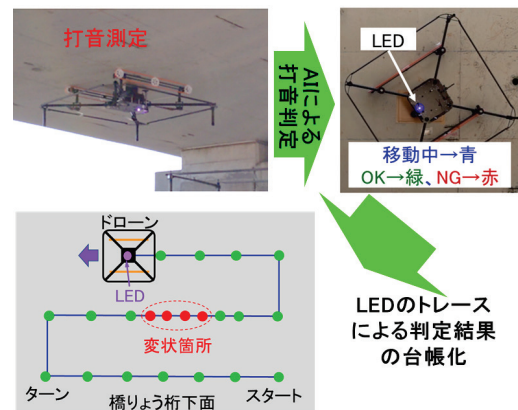 打音測定
AIによる
打音判定
LED
移動中→青
OK→緑、NG→赤
ドローン
LED
変状箇所
ターン
橋りょう桁下面
スタート
LEDのトレース
による判定結果
の台帳化